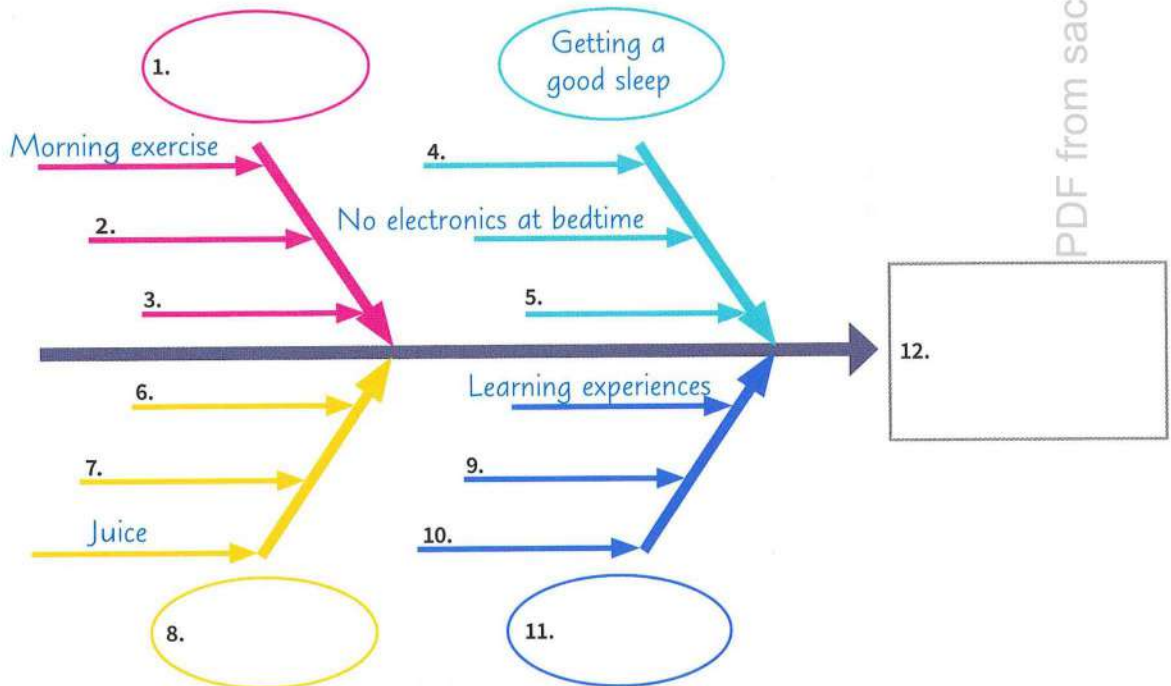 1.
Getting a
good sleep
Morning exercise
4.
2.
No electronics at bedtime
3.
5.
12.
6.
Learning experiences
7.
9.
Juice
10.
8.
11.
PDF from sac